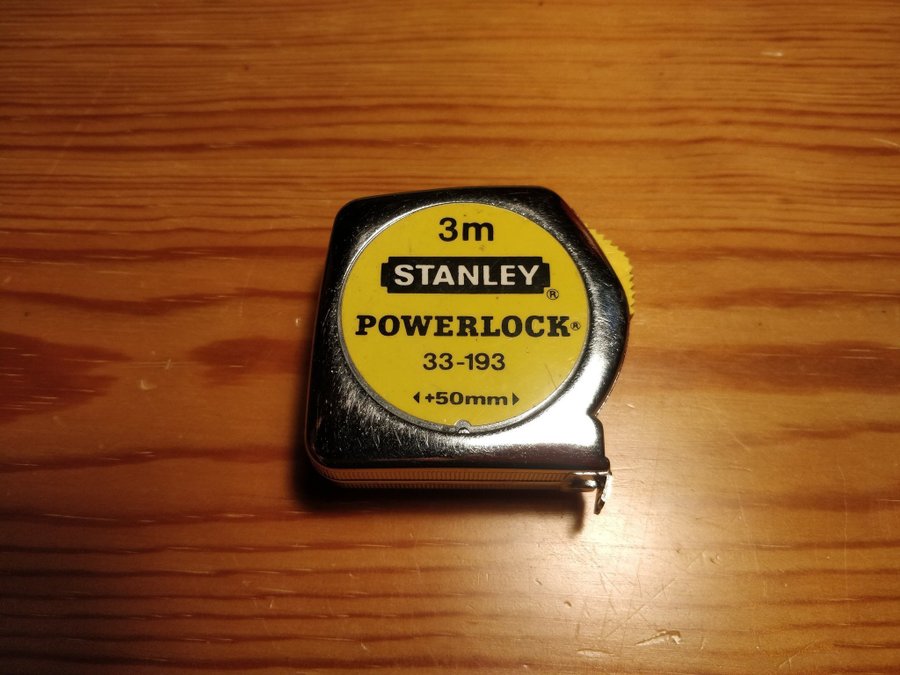 3m
STANLEY®
POWERLOCK®
33-193
◀+50mm▶